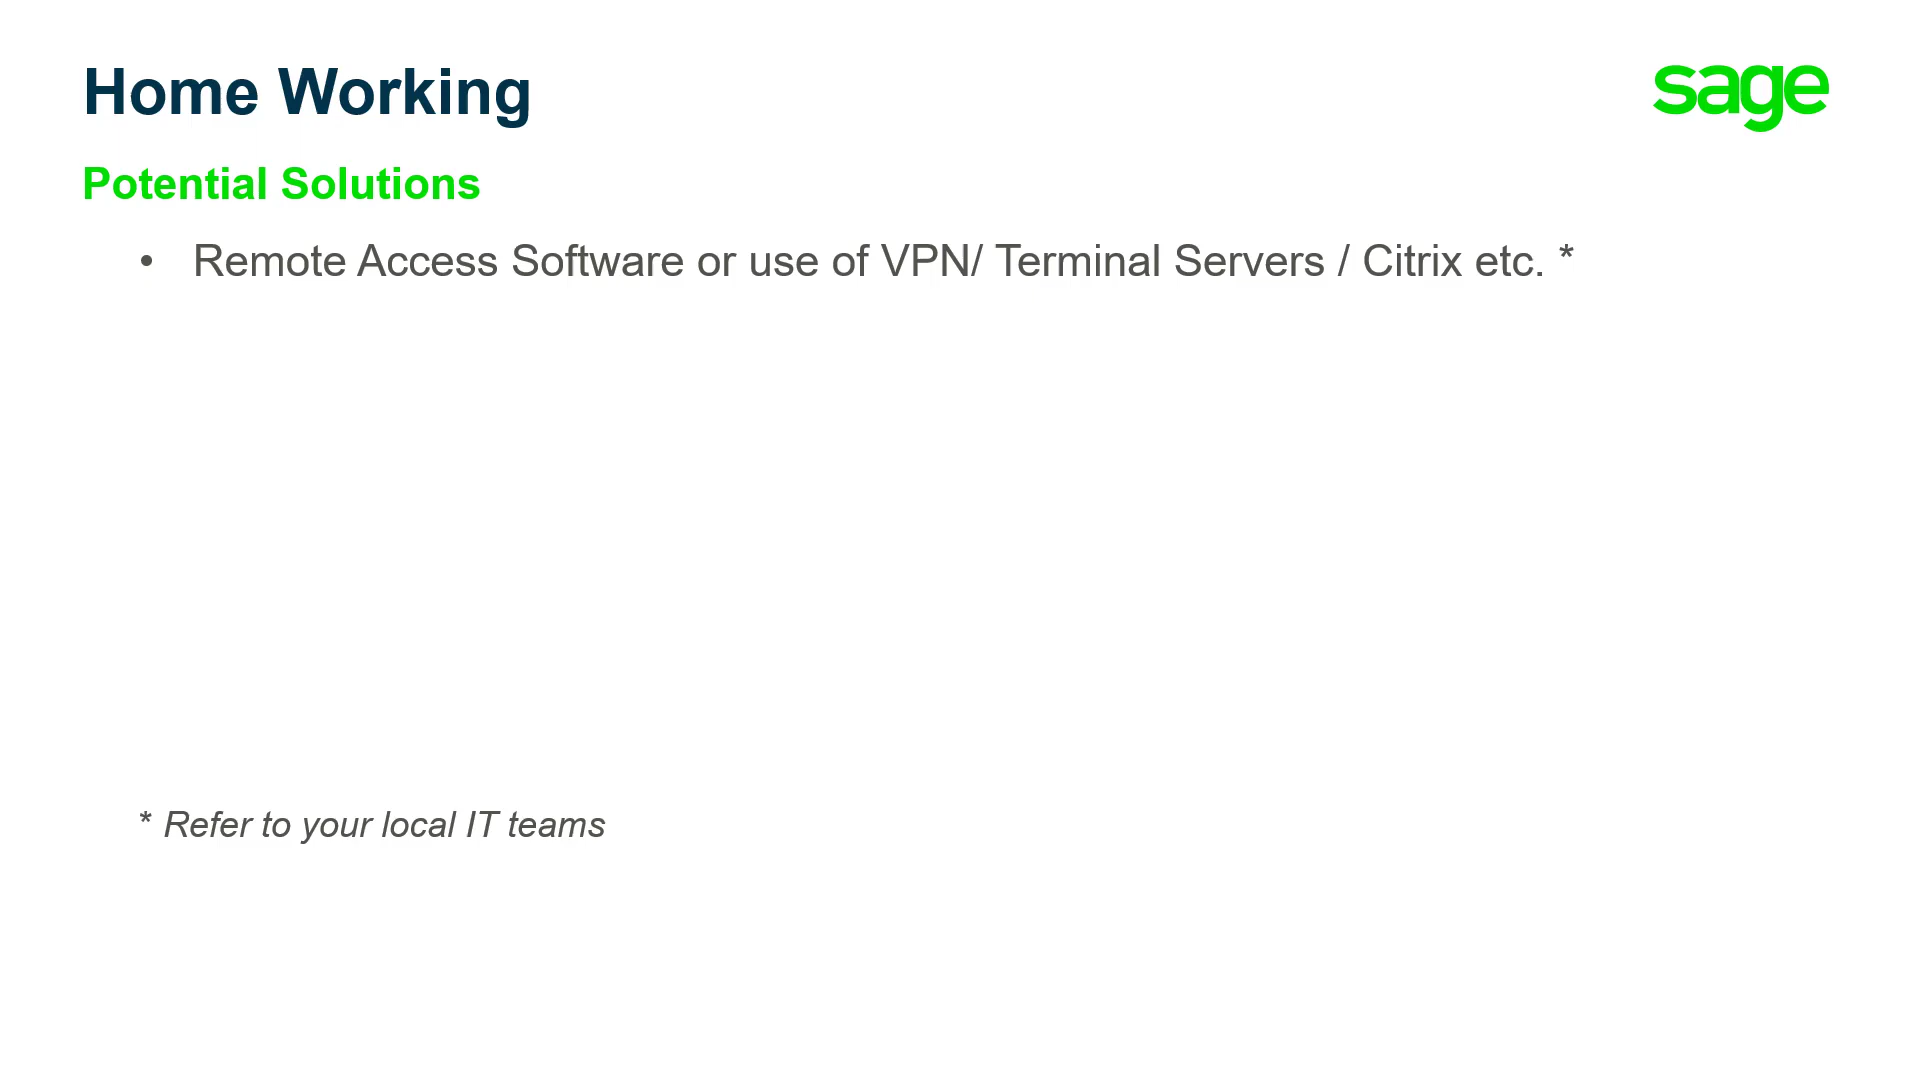 Home Working
sage
Potential Solutions
• Remote Access Software or use of VPN/ Terminal Servers / Citrix etc. *
* Refer to your local IT teams